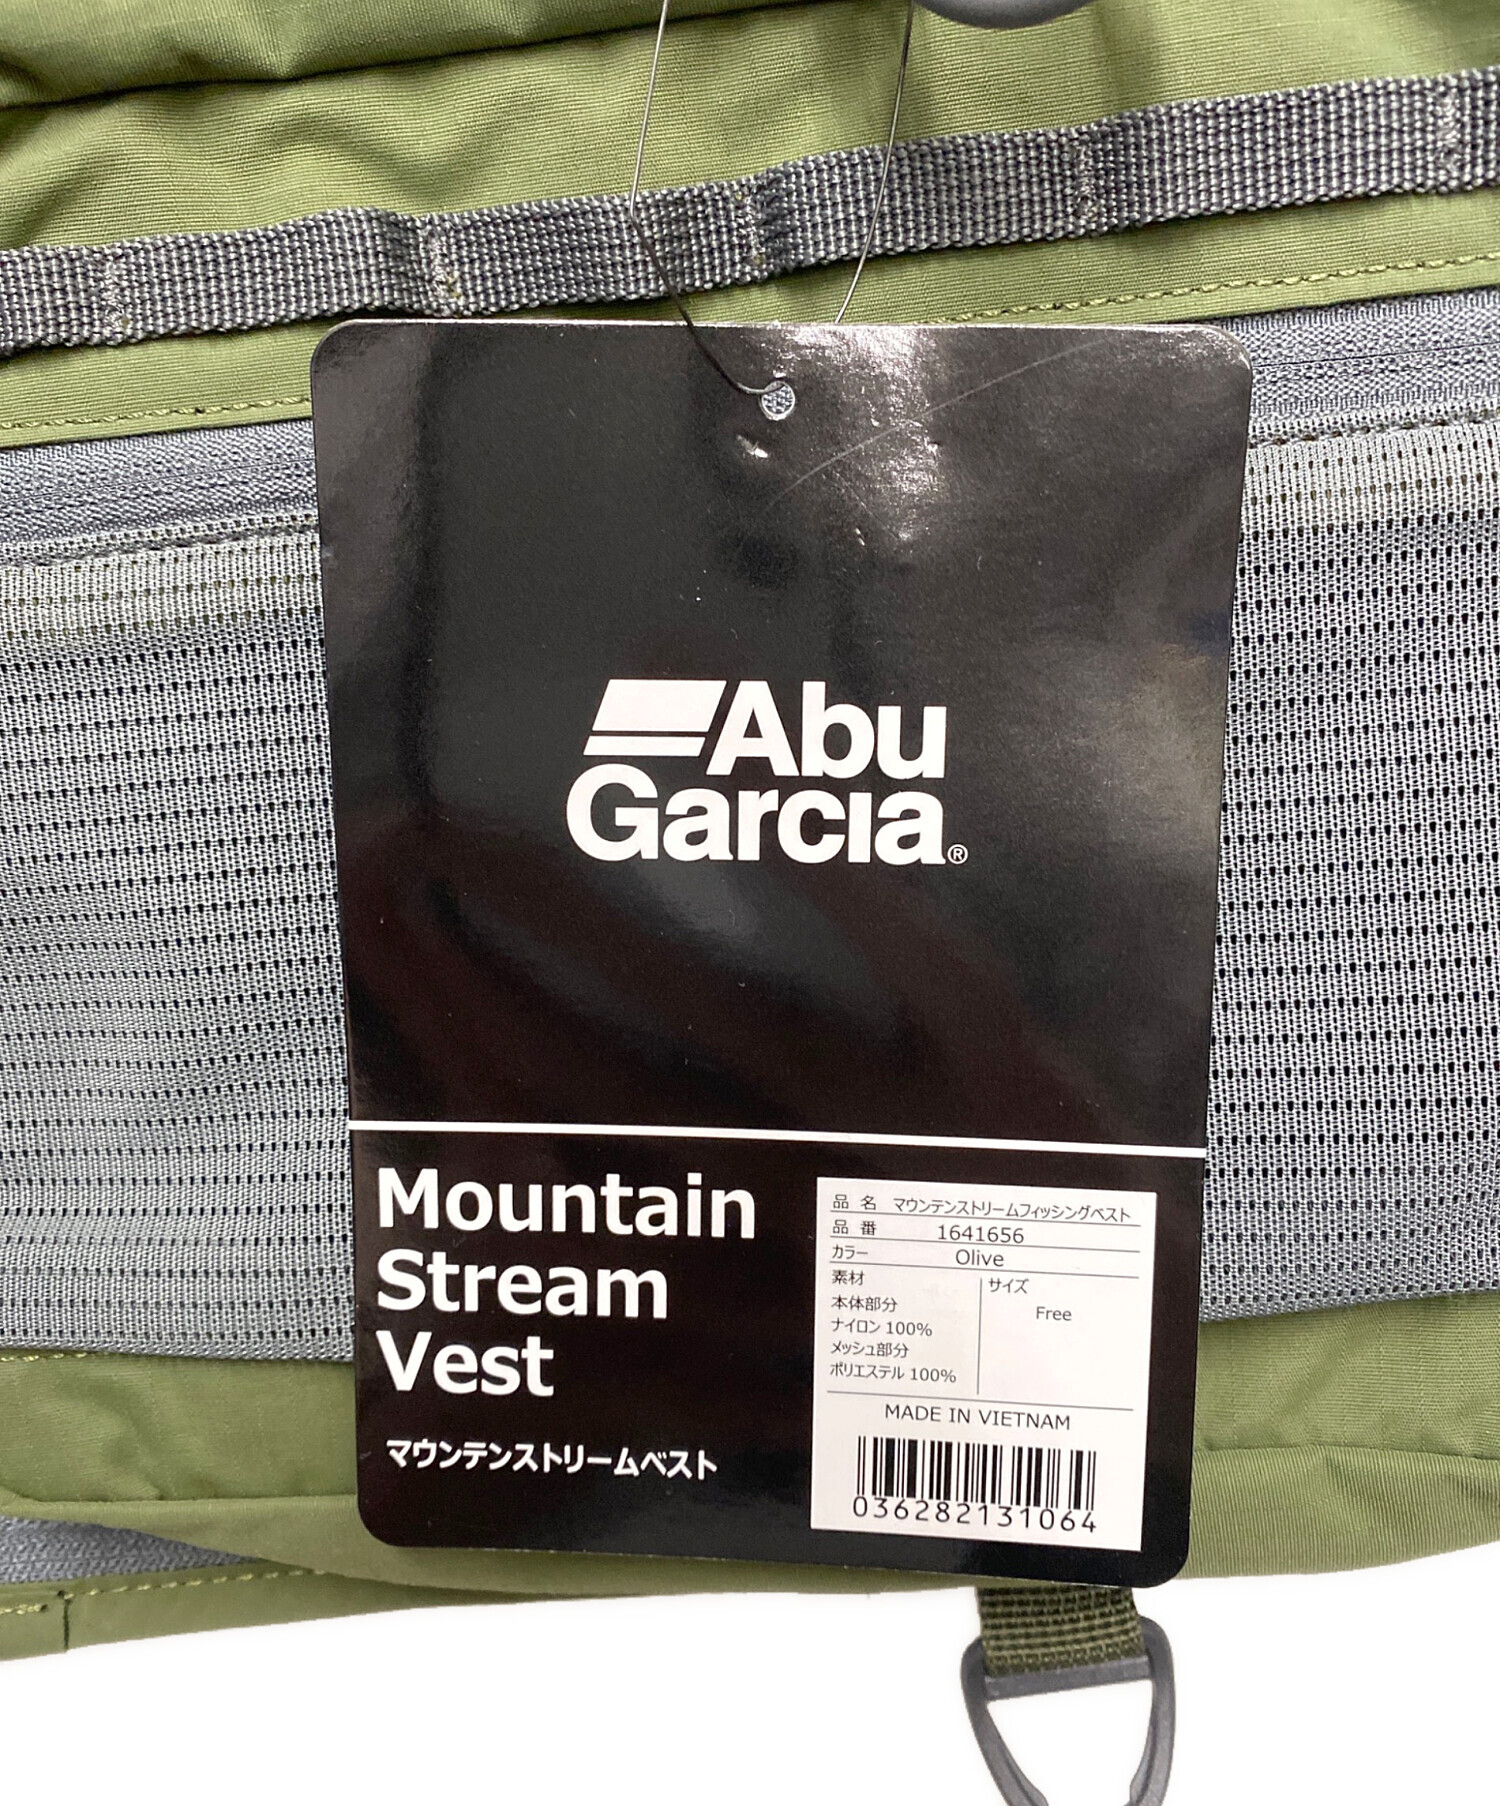 Abu
Garcia®
Mountain
Stream
Vest
マウンテンストリームベスト
品 名 マウンテンストリームフィッシングベスト
品 番 1641656
カラー Olive
素材
本体部分
ナイロン 100%
メッシュ部分
ポリエステル 100%
サイズ
Free
MADE IN VIETNAM
036282131064